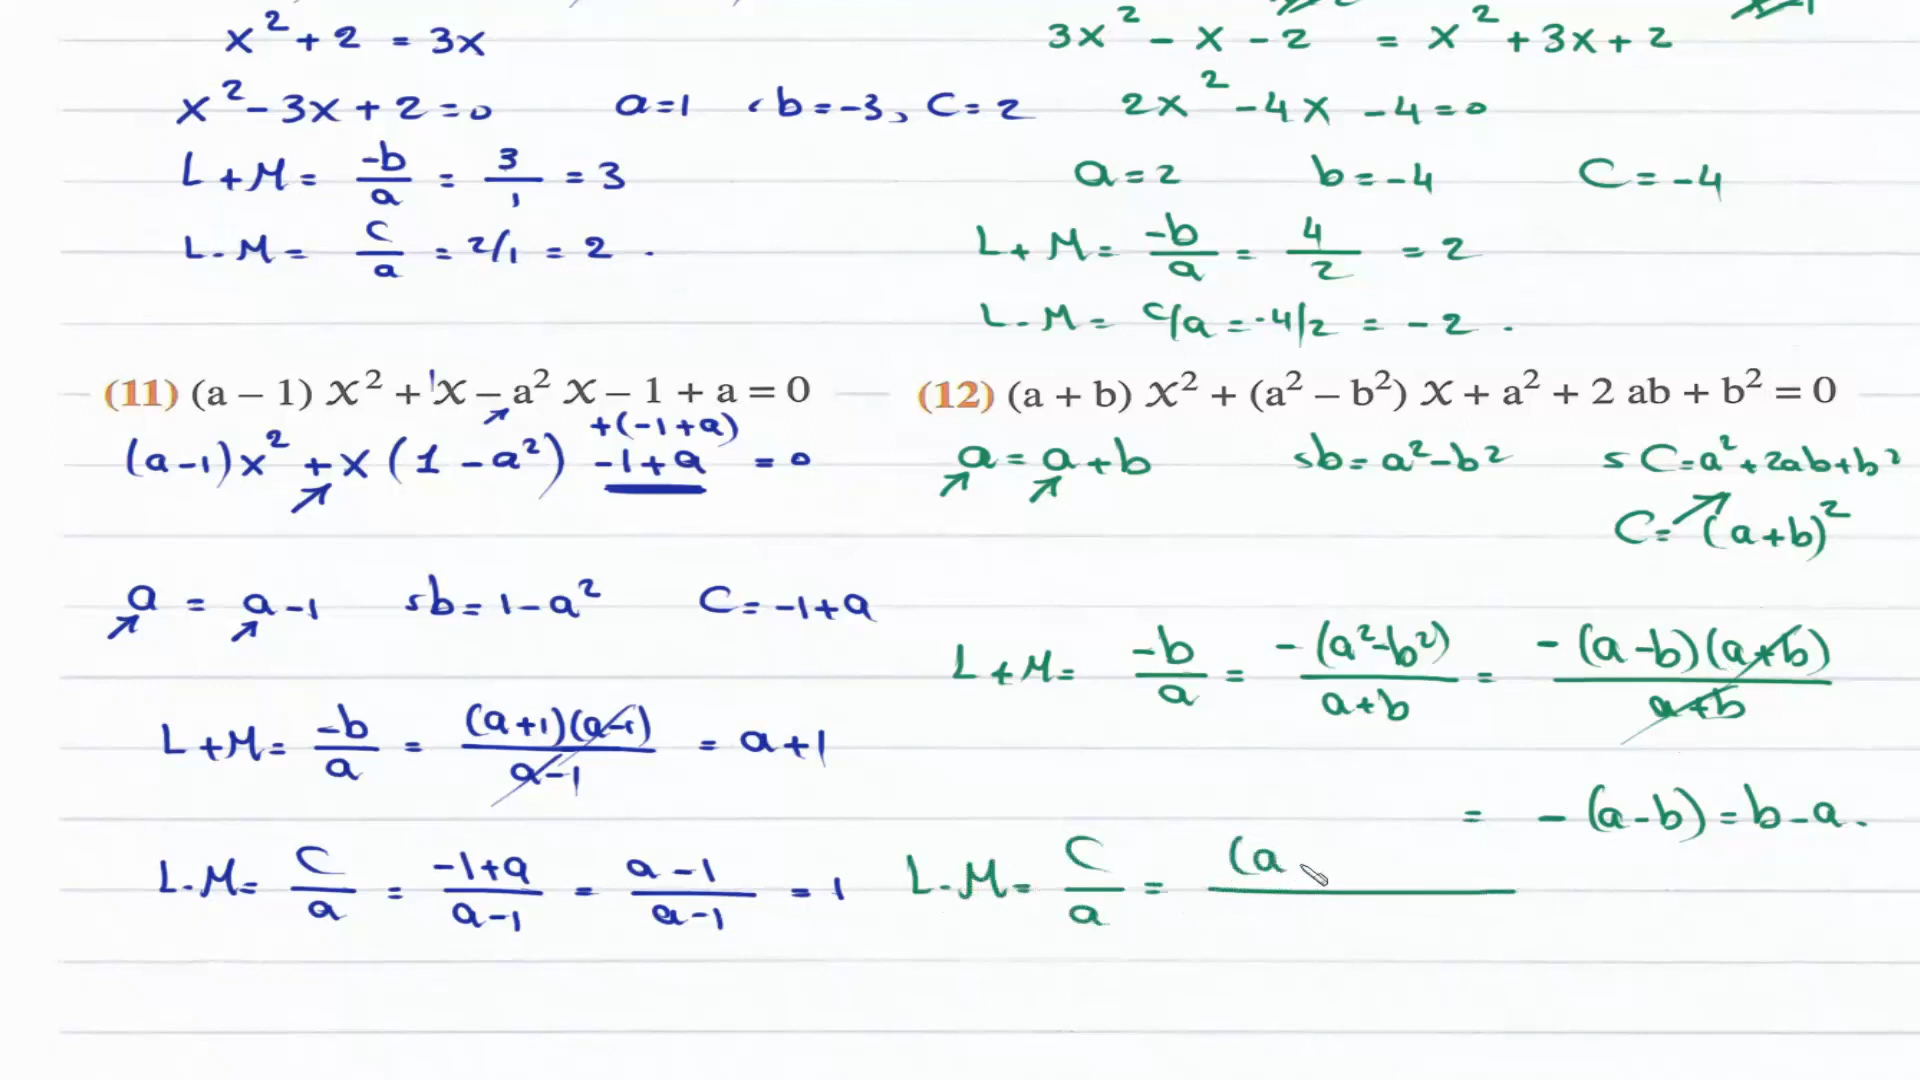 x² + 2 = 3x
x² - 3x + 2 = 0 a = 1 , b = -3, C = 2
L + M = -b/a = 3/1 = 3
L . M = C/a = 2/1 = 2 .
3x² - x - 2 = x² + 3x + 2
2x² - 4x - 4 = 0
a = 2 b = -4 C = -4
L + M = -b/a = 4/2 = 2
L . M = c/a = -4/2 = -2 .
(11) (a – 1) x² + 1x – a² x – 1 + a = 0
+(-1+a)
(a-1)x² + x (1 - a²) -1+a = 0
a = a-1 , b = 1-a² C = -1+a
L + M = -b/a = (a+1)(a-1)/a-1 = a+1
L . M = C/a = -1+a/a-1 = a-1/a-1 = 1
(12) (a + b) x² + (a² – b²) x + a² + 2 ab + b² = 0
a = a+b , b = a²-b² , C = a²+2ab+b²
C = (a+b)²
L + M = -b/a = -(a²-b²)/a+b = -(a-b)(a+b)/a+b
= -(a-b) = b-a .
L . M = C/a = (a